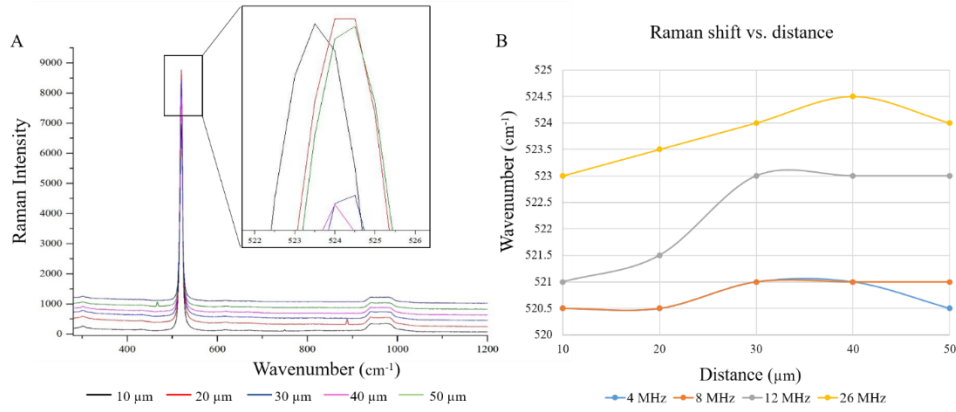 A
Raman Intensity
9000
8000
7000
6000
5000
4000
3000
2000
1000
0
522 523 524 525 526
400 600 800 1000 1200
Wavenumber (cm-1)
10 µm 20 µm 30 µm 40 µm 50 µm
B
Raman shift vs. distance
Wavenumber (cm-1)
525
524.5
524
523.5
523
522.5
522
521.5
521
520.5
520
10 20 30 40 50
Distance (µm)
4 MHz 8 MHz 12 MHz 26 MHz